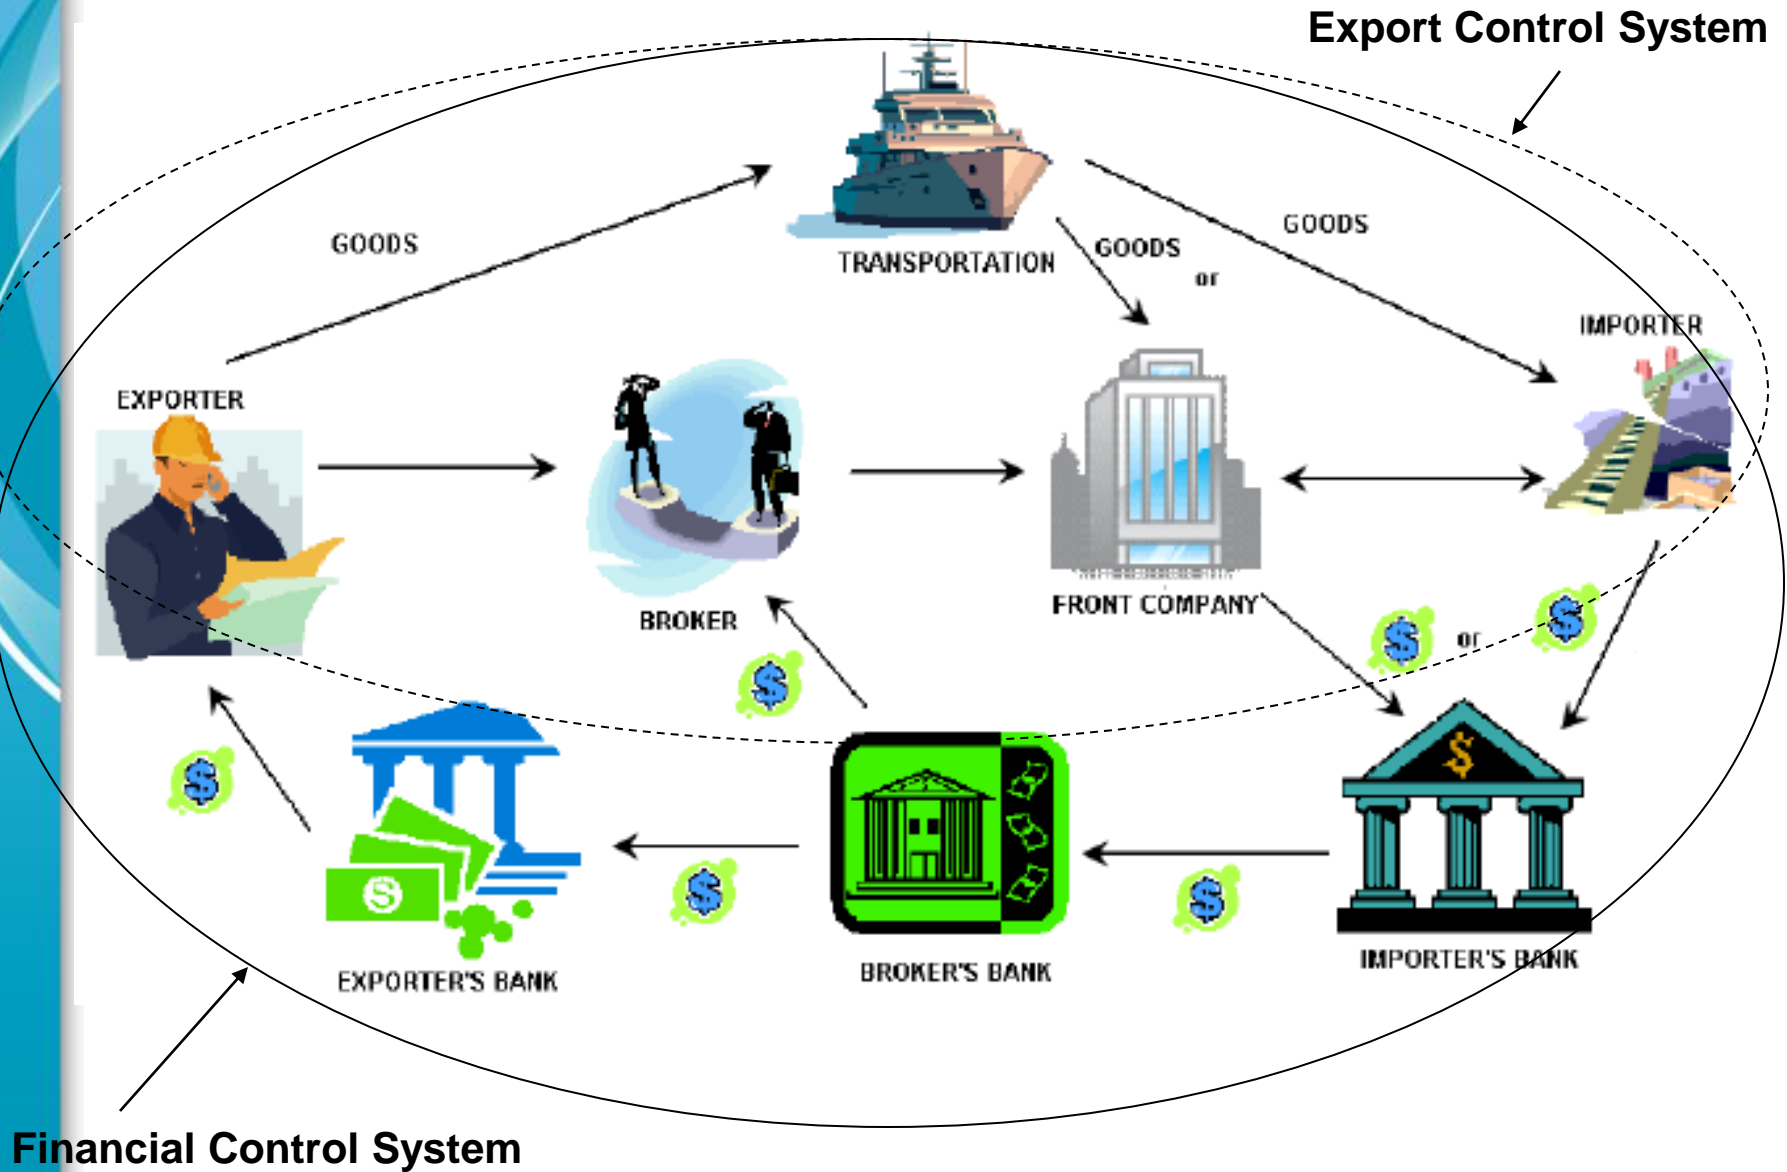 Export Control System
GOODS
GOODS
GOODS
or
TRANSPORTATION
IMPORTER
EXPORTER
BROKER
FRONT COMPANY
$
or
$
$
$
$
$
$
$
EXPORTER'S BANK
BROKER'S BANK
IMPORTER'S BANK
Financial Control System